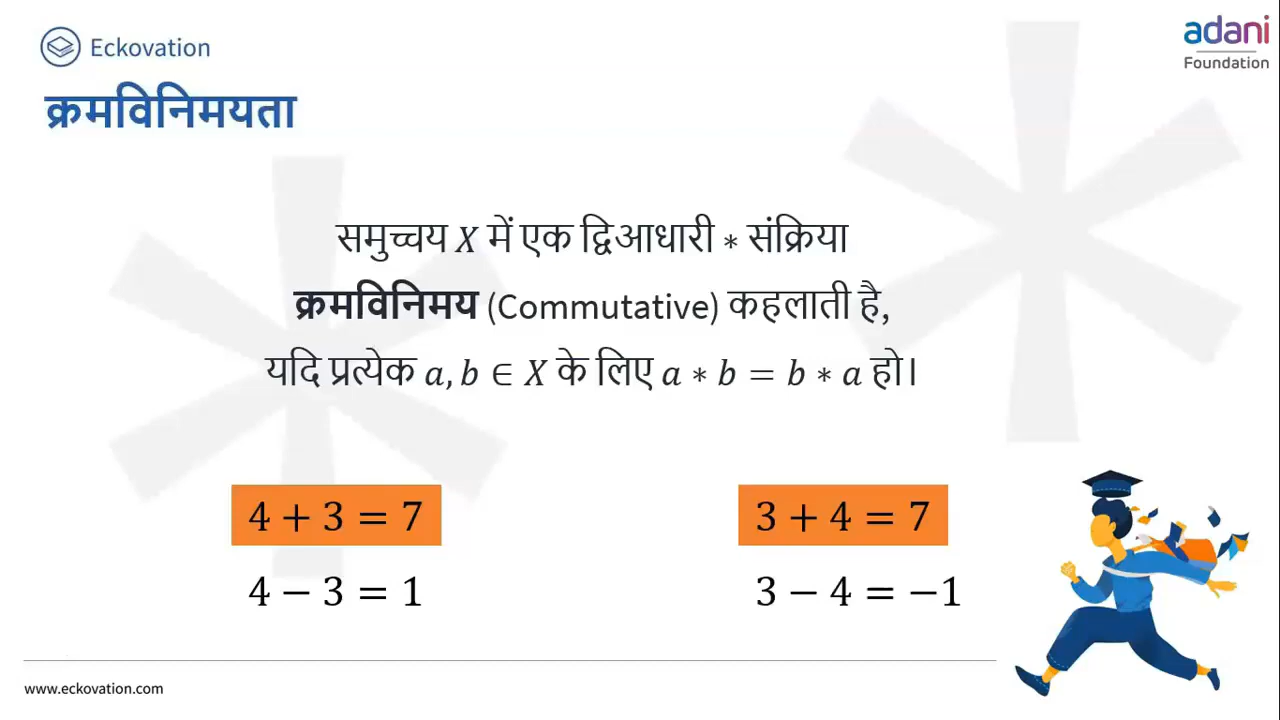 Eckovation
adani
Foundation
क्रमविनिमयता
समुच्चय X में एक द्विआधारी ∗ संक्रिया
क्रमविनिमय (Commutative) कहलाती है,
यदि प्रत्येक a, b ∈ X के लिए a ∗ b = b ∗ a हो।
4 + 3 = 7
3 + 4 = 7
4 − 3 = 1
3 − 4 = −1
www.eckovation.com